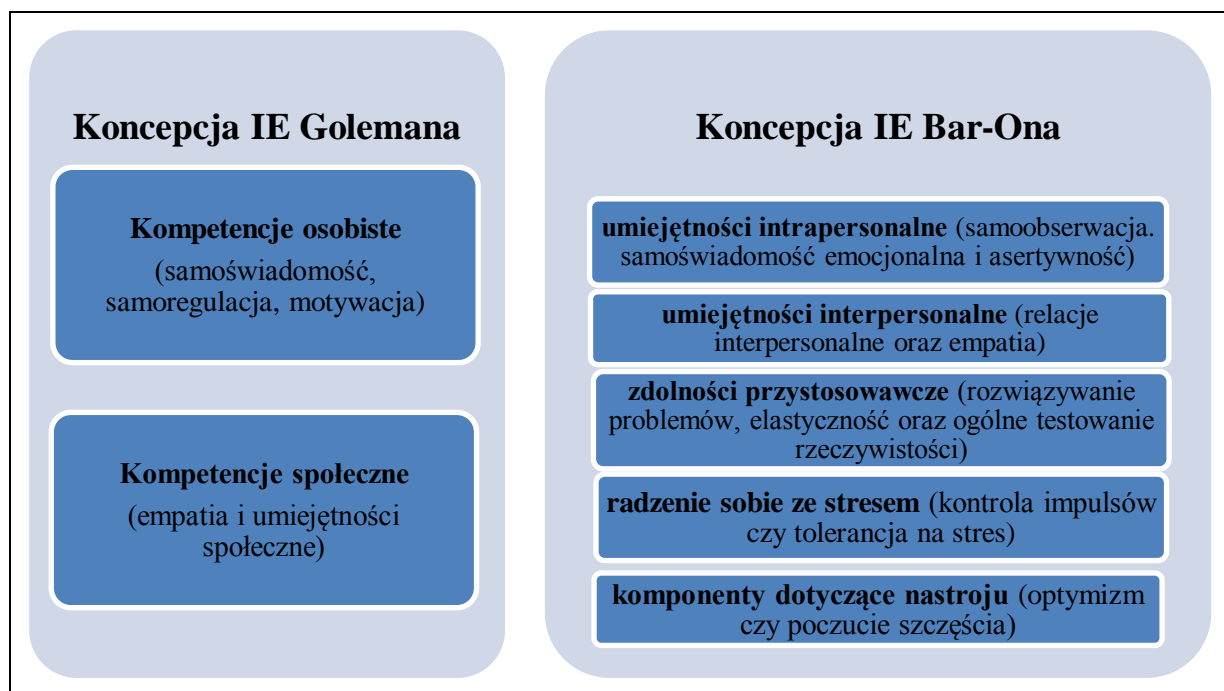 Koncepcja IE Golemana
Kompetencje osobiste
(samoświadomość,
samoregulacja, motywacja)
Kompetencje społeczne
(empatia i umiejętności
społeczne)
Koncepcja IE Bar-Ona
umiejętności intrapersonalne (samoobserwacja.
samoświadomość emocjonalna i asertywność)
umiejętności interpersonalne (relacje
interpersonalne oraz empatia)
zdolności przystosowawcze (rozwiązywanie
problemów, elastyczność oraz ogólne testowanie
rzeczywistości)
radzenie sobie ze stresem (kontrola impulsów
czy tolerancja na stres)
komponenty dotyczące nastroju (optymizm
czy poczucie szczęścia)